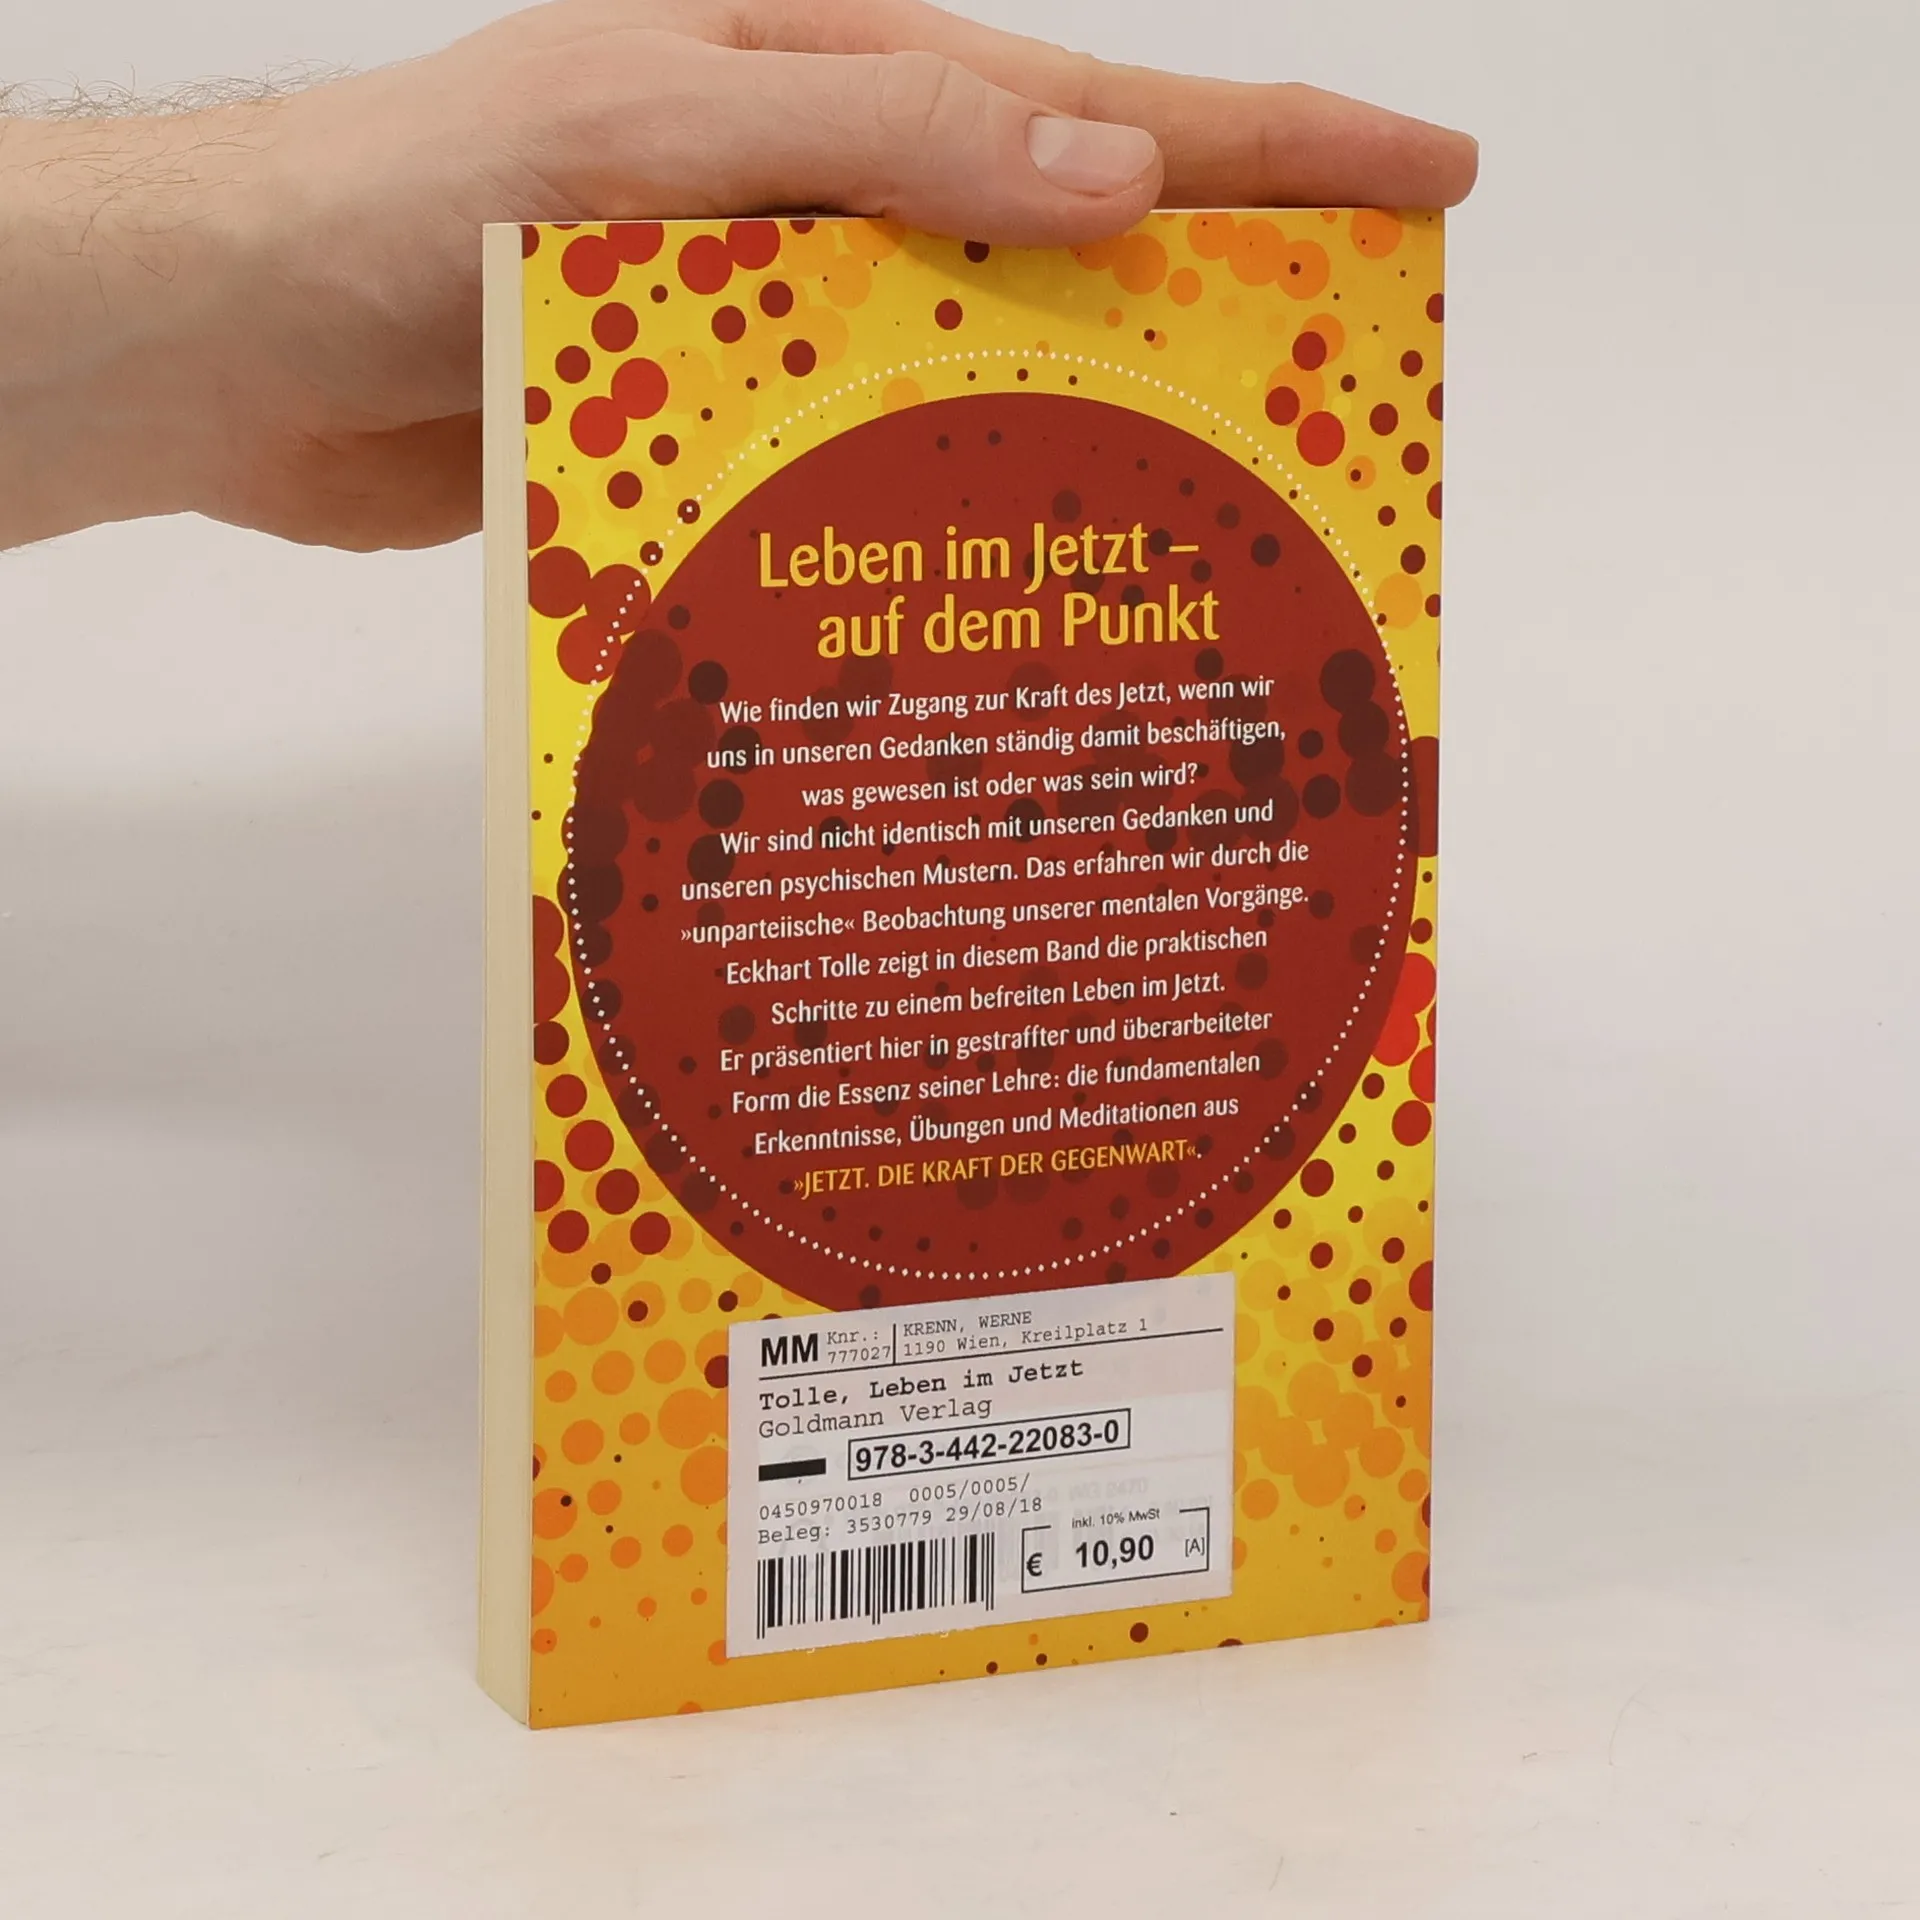 Leben im Jetzt –
auf dem Punkt
Wie finden wir Zugang zur Kraft des Jetzt, wenn wir
uns in unseren Gedanken ständig damit beschäftigen,
was gewesen ist oder was sein wird?
Wir sind nicht identisch mit unseren Gedanken und
unseren psychischen Mustern. Das erfahren wir durch die
»unparteiische« Beobachtung unserer mentalen Vorgänge.
Eckhart Tolle zeigt in diesem Band die praktischen
Schritte zu einem befreiten Leben im Jetzt.
Er präsentiert hier in gestraffter und überarbeiteter
Form die Essenz seiner Lehre: die fundamentalen
Erkenntnisse, Übungen und Meditationen aus
»JETZT. DIE KRAFT DER GEGENWART«.
MM Knr.: KRENN, WERNE
777027 1190 Wien, Kreilplatz 1
Tolle, Leben im Jetzt
Goldmann Verlag
978-3-442-22083-0
0450970018 0005/0005/
Beleg: 3530779 29/08/18
inkl. 10% MwSt
€ 10,90 [A]